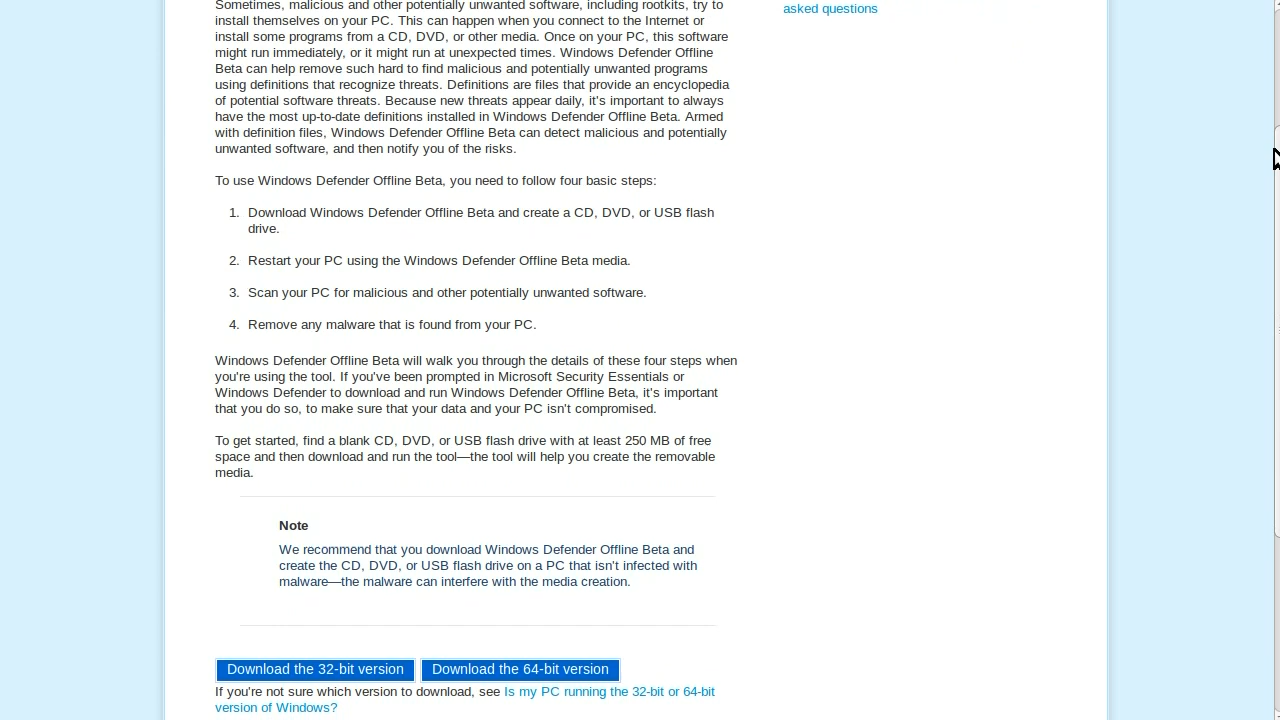 asked questions
Sometimes, malicious and other potentially unwanted software, including rootkits, try to
install themselves on your PC. This can happen when you connect to the Internet or
install some programs from a CD, DVD, or other media. Once on your PC, this software
might run immediately, or it might run at unexpected times. Windows Defender Offline
Beta can help remove such hard to find malicious and potentially unwanted programs
using definitions that recognize threats. Definitions are files that provide an encyclopedia
of potential software threats. Because new threats appear daily, it's important to always
have the most up-to-date definitions installed in Windows Defender Offline Beta. Armed
with definition files, Windows Defender Offline Beta can detect malicious and potentially
unwanted software, and then notify you of the risks.
To use Windows Defender Offline Beta, you need to follow four basic steps:
1. Download Windows Defender Offline Beta and create a CD, DVD, or USB flash
drive.
2. Restart your PC using the Windows Defender Offline Beta media.
3. Scan your PC for malicious and other potentially unwanted software.
4. Remove any malware that is found from your PC.
Windows Defender Offline Beta will walk you through the details of these four steps when
you're using the tool. If you've been prompted in Microsoft Security Essentials or
Windows Defender to download and run Windows Defender Offline Beta, it's important
that you do so, to make sure that your data and your PC isn't compromised.
To get started, find a blank CD, DVD, or USB flash drive with at least 250 MB of free
space and then download and run the tool—the tool will help you create the removable
media.
Note
We recommend that you download Windows Defender Offline Beta and
create the CD, DVD, or USB flash drive on a PC that isn't infected with
malware—the malware can interfere with the media creation.
Download the 32-bit version Download the 64-bit version
If you're not sure which version to download, see Is my PC running the 32-bit or 64-bit
version of Windows?